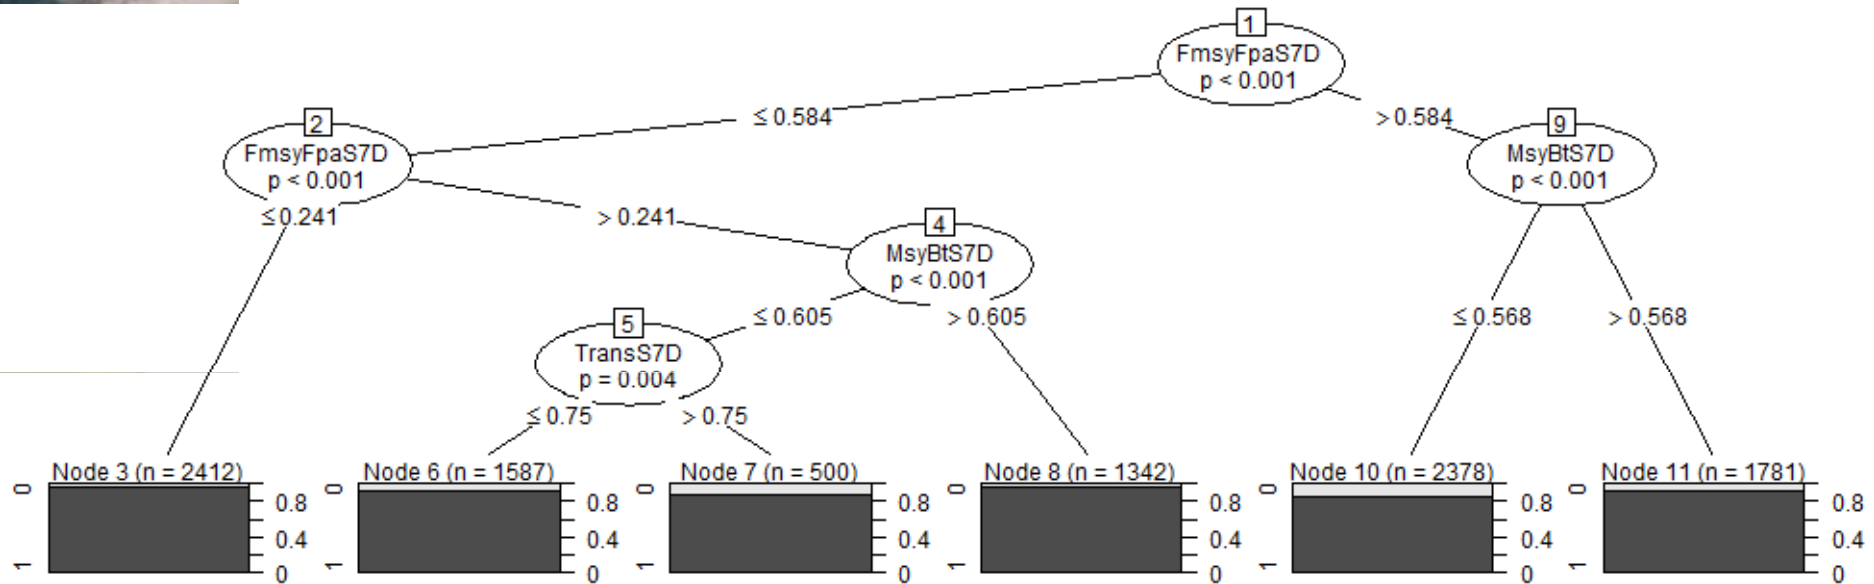 1
FmsyFpaS7D
p < 0.001
≤ 0.584
> 0.584
2
FmsyFpaS7D
p < 0.001
9
MsyBtS7D
p < 0.001
≤ 0.241
> 0.241
4
MsyBtS7D
p < 0.001
≤ 0.605
> 0.605
≤ 0.568
> 0.568
5
TransS7D
p = 0.004
≤ 0.75
> 0.75
Node 3 (n = 2412)
1
0
0
0.4
0.8
Node 6 (n = 1587)
1
0
0
0.4
0.8
Node 7 (n = 500)
1
0
0
0.4
0.8
Node 8 (n = 1342)
1
0
0
0.4
0.8
Node 10 (n = 2378)
1
0
0
0.4
0.8
Node 11 (n = 1781)
1
0
0
0.4
0.8